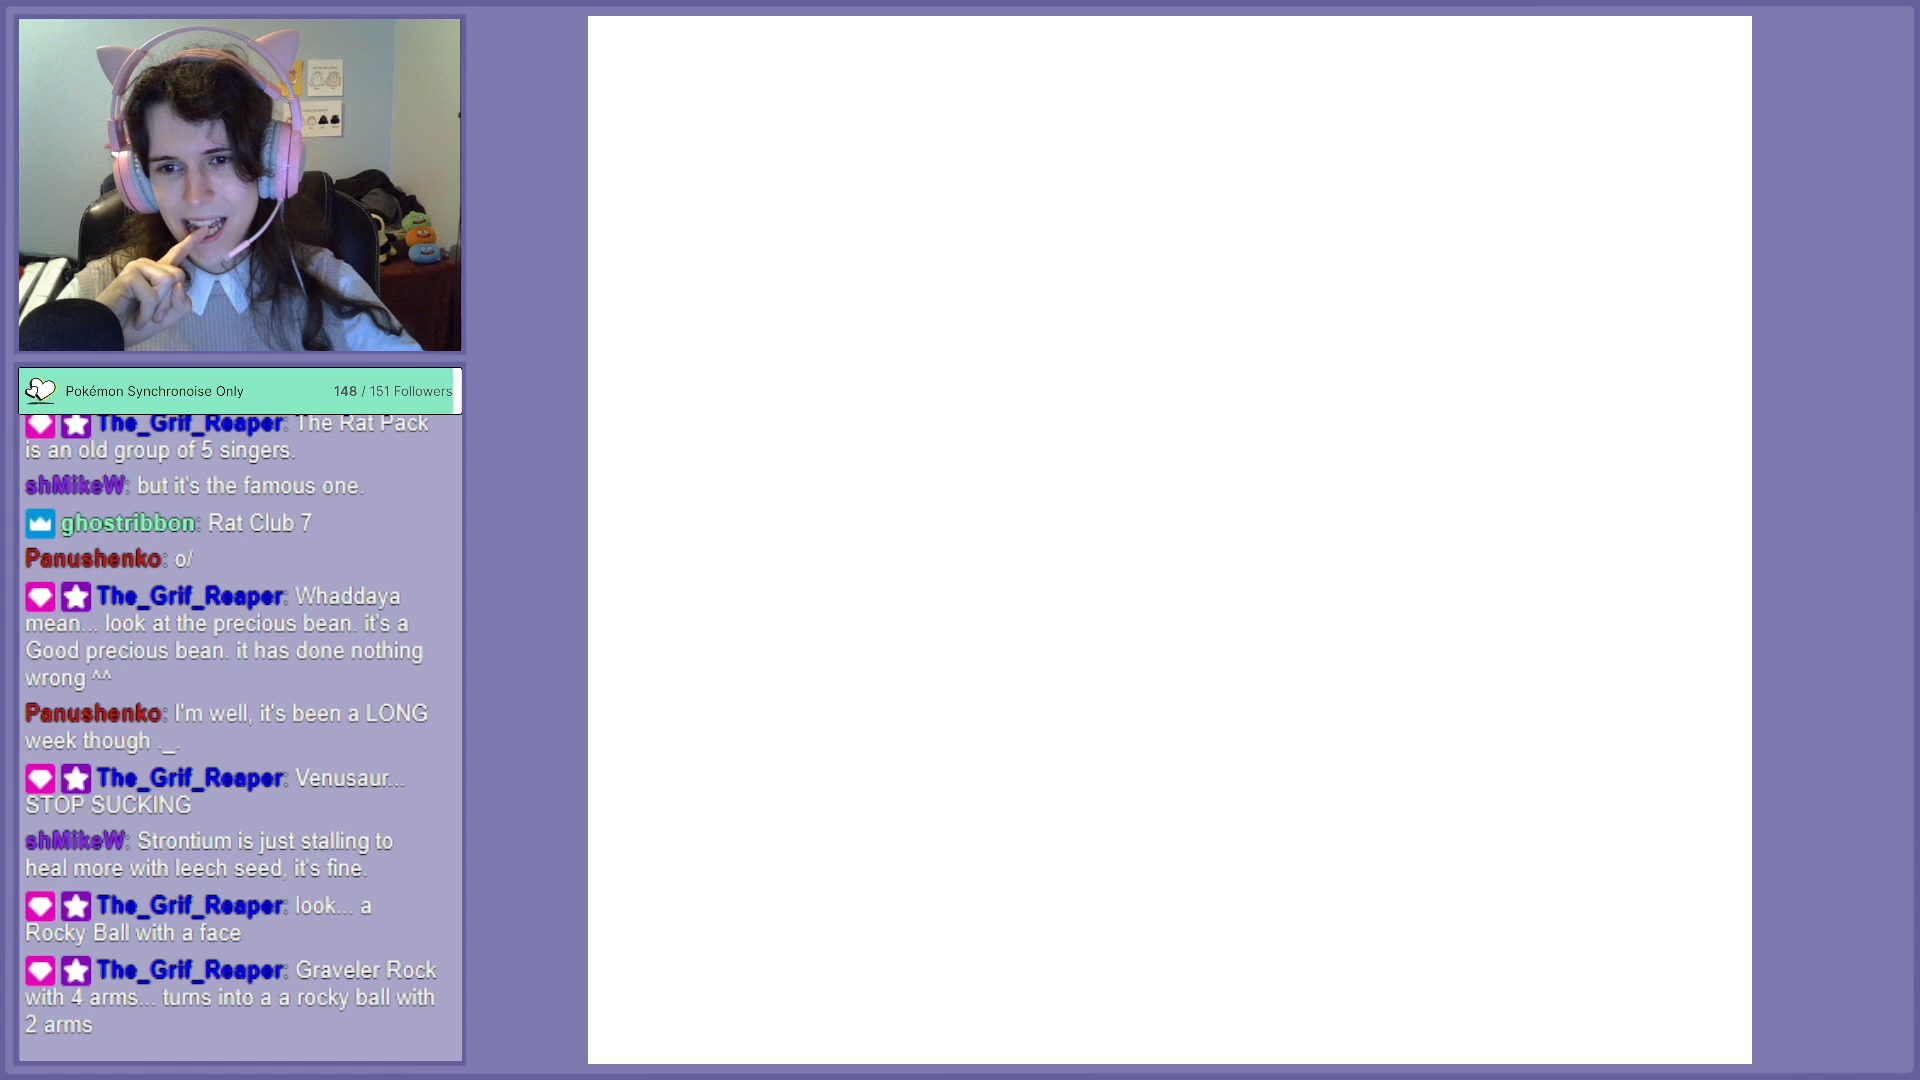 Pokémon Synchronoise Only
148 / 151 Followers
The_Grif_Reaper: The Rat Pack
is an old group of 5 singers.
shMikeW: but it's the famous one.
ghostribbon: Rat Club 7
Panushenko: o/
The_Grif_Reaper: Whaddaya
mean... look at the precious bean. it's a
Good precious bean. it has done nothing
wrong ^^
Panushenko: I'm well, it's been a LONG
week though ._.
The_Grif_Reaper: Venusaur...
STOP SUCKING
shMikeW: Strontium is just stalling to
heal more with leech seed, it's fine.
The_Grif_Reaper: look... a
Rocky Ball with a face
The_Grif_Reaper: Graveler Rock
with 4 arms... turns into a a rocky ball with
2 arms